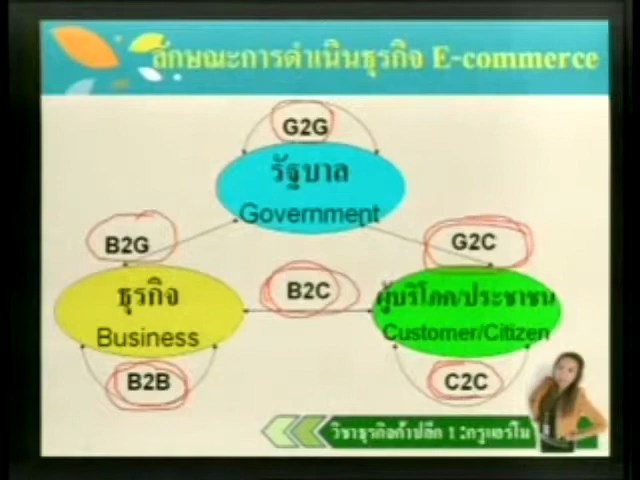 ลักษณะการดำเนินธุรกิจ E-commerce
G2G
รัฐบาล
Government
B2G
G2C
ธุรกิจ
Business
B2C
ผู้บริโภค/ประชาชน
Customer/Citizen
B2B
C2C
วิชาธุรกิจค้าปลีก 1